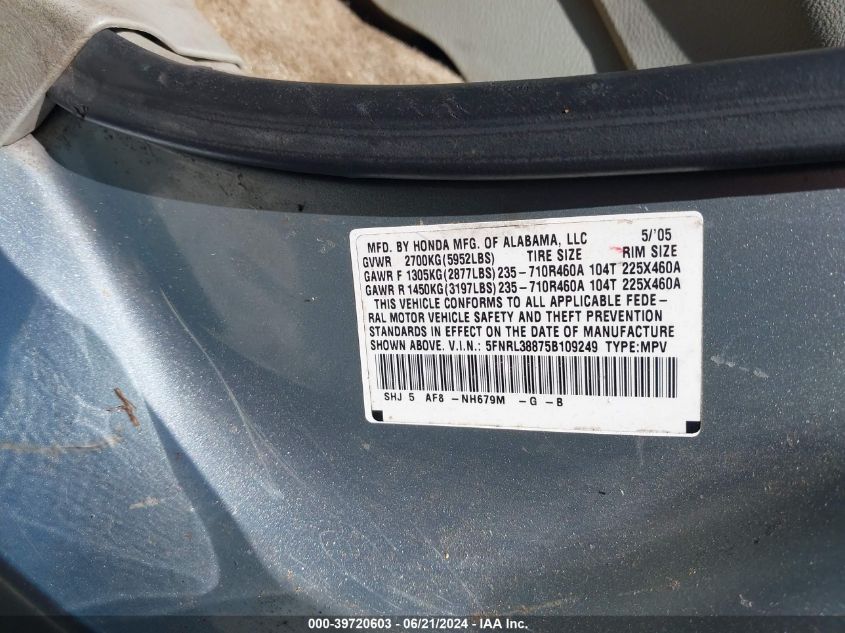 MFD. BY HONDA MFG. OF ALABAMA, LLC 5/'05
GVWR 2700KG(5952LBS) TIRE SIZE RIM SIZE
GAWR F 1305KG(2877LBS) 235-710R460A 104T 225X460A
GAWR R 1450KG(3197LBS) 235-710R460A 104T 225X460A
THIS VEHICLE CONFORMS TO ALL APPLICABLE FEDE-
RAL MOTOR VEHICLE SAFETY AND THEFT PREVENTION
STANDARDS IN EFFECT ON THE DATE OF MANUFACTURE
SHOWN ABOVE. V.I.N.: 5FNRL38875B109249 TYPE:MPV
SHJ 5 AF8 -NH679M -G -B
000-39720603 - 06/21/2024 - IAA Inc.